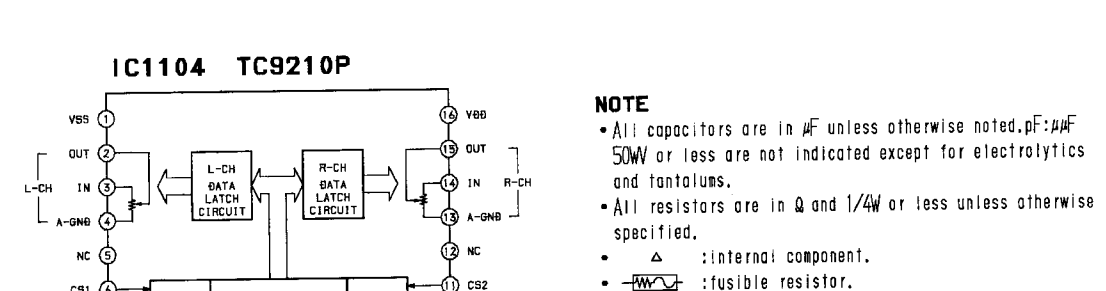 IC1104 TC9210P
VSS 1
OUT 2
L-CH
IN 3
A-GND 4
NC 5
CS1 6
L-CH
DATA
LATCH
CIRCUIT
R-CH
DATA
LATCH
CIRCUIT
16 VDD
15 OUT
14 IN
R-CH
13 A-GND
12 NC
11 CS2
NOTE
• All capacitors are in μF unless otherwise noted.pF:μμF
50WV or less are not indicated except for electrolytics
and tantalums.
• All resistors are in Ω and 1/4W or less unless otherwise
specified.
• △ :internal component.
• :fusible resistor.